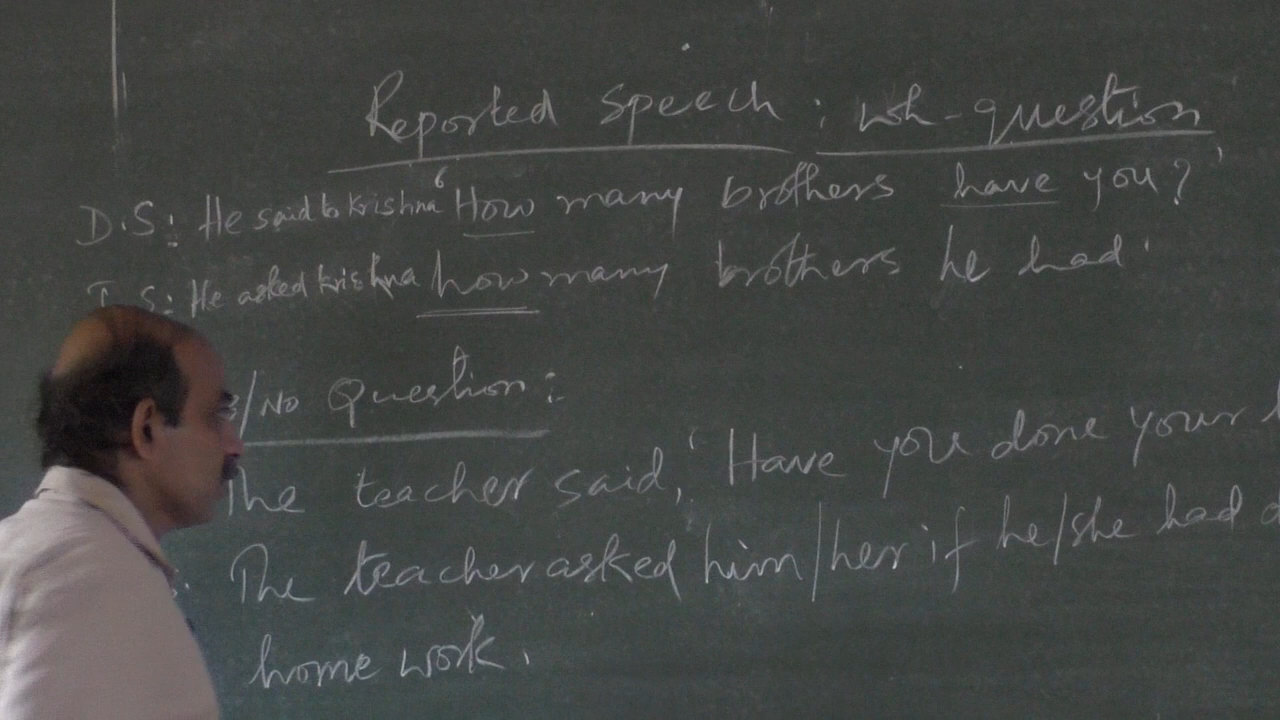 Reported Speech : wh-question
D.S: He said to Krishna 'How many brothers have you?'
I.S: He asked Krishna how many brothers he had.
/No Question :
The teacher said, 'Have you done your
The teacher asked him/her if he/she had
home work.